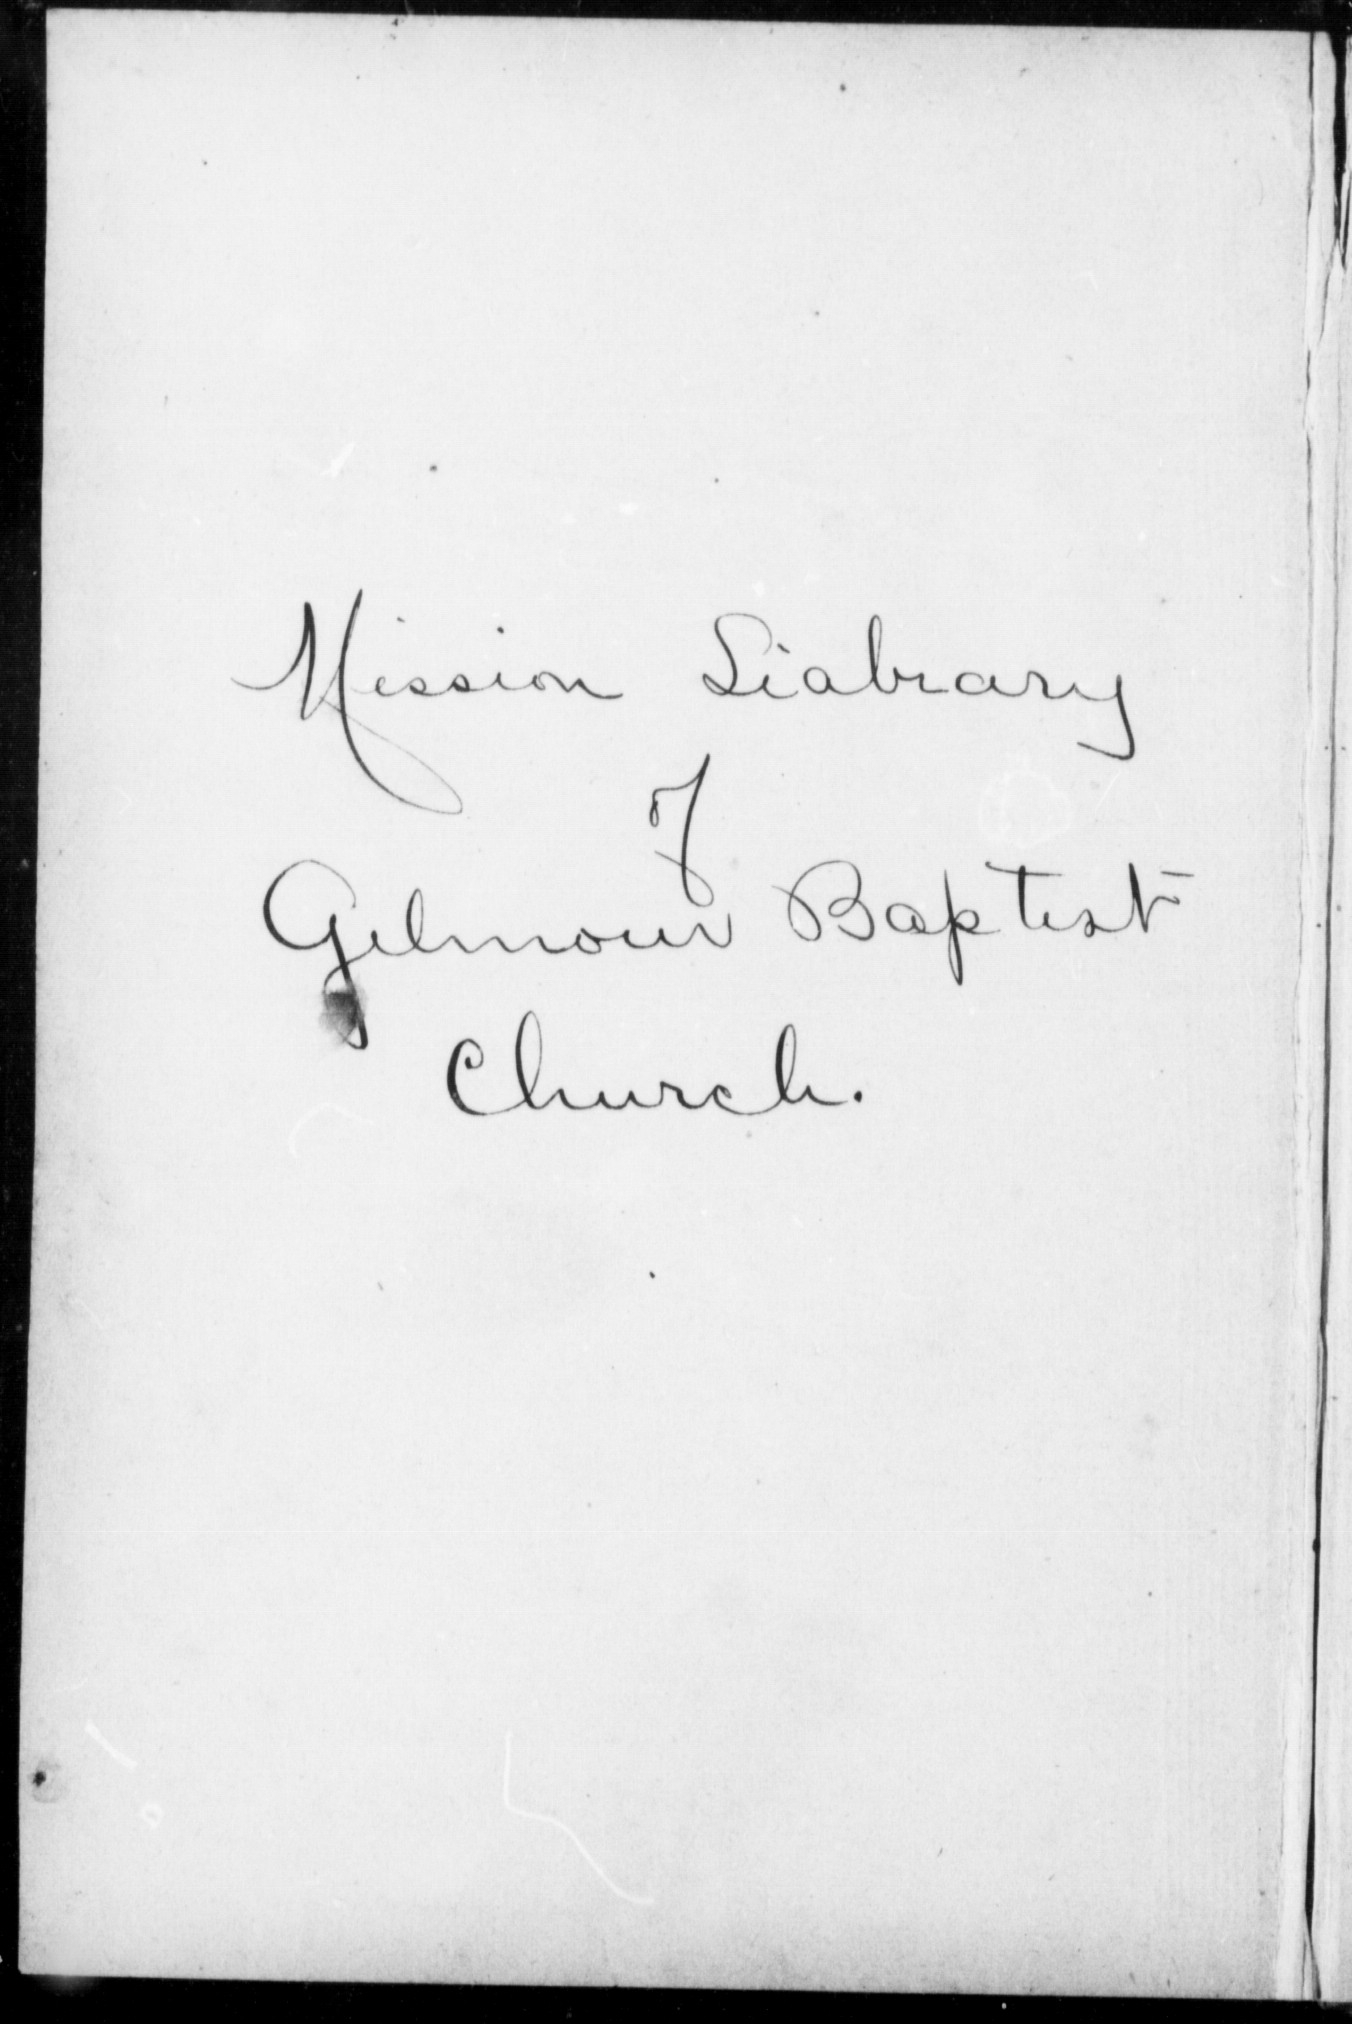 Mission Liabrary
of
Gilmour Baptist
Church.